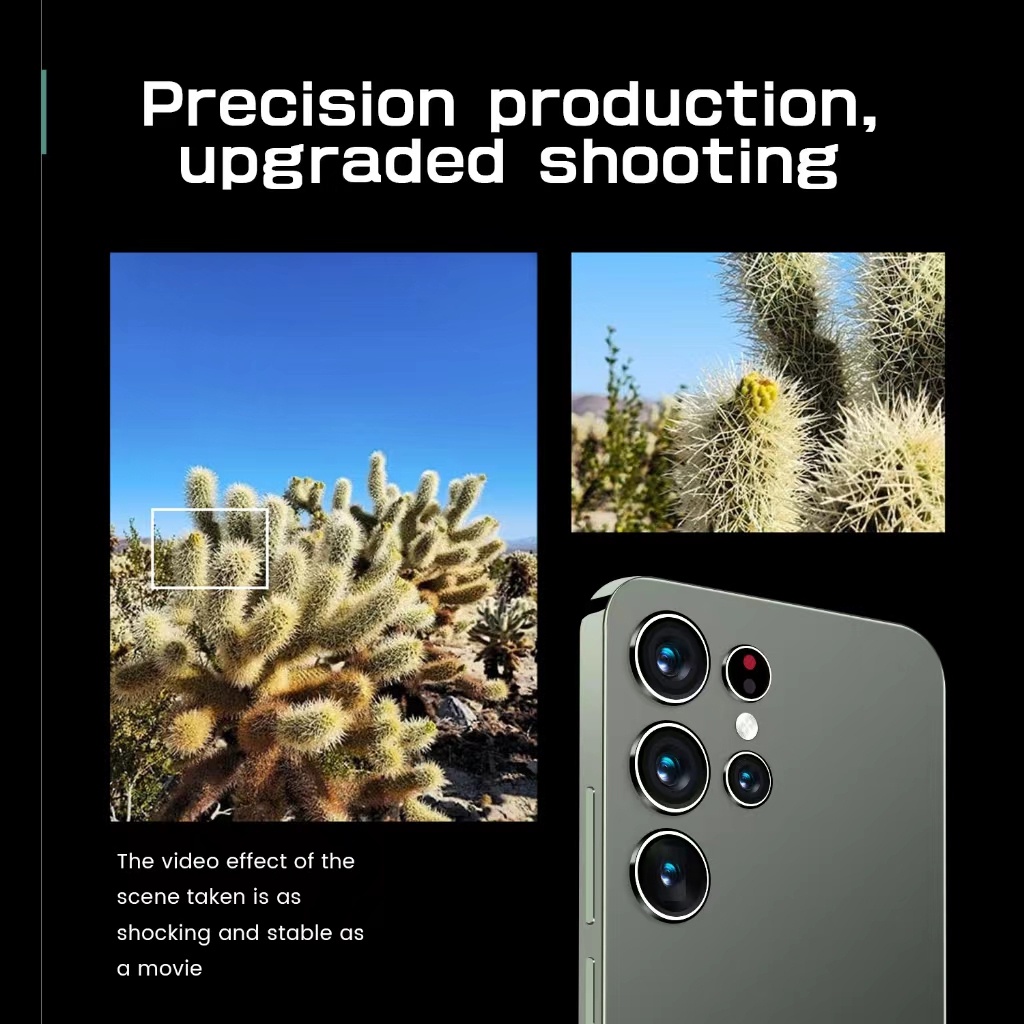 Precision production,
upgraded shooting
The video effect of the
scene taken is as
shocking and stable as
a movie